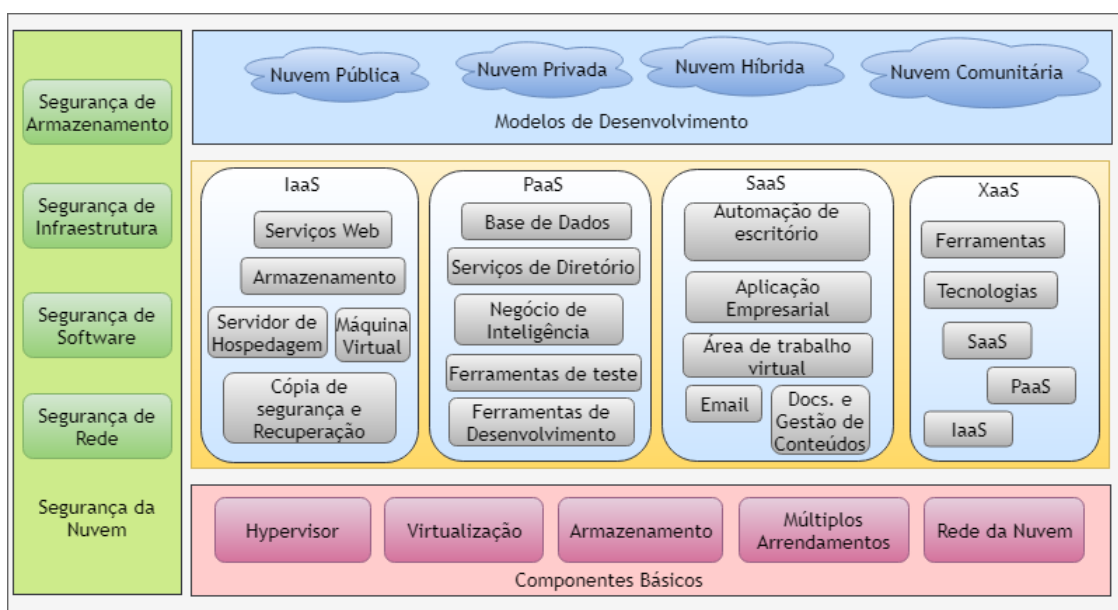 Segurança de
Armazenamento
Segurança de
Infraestrutura
Segurança de
Software
Segurança de
Rede
Segurança da
Nuvem
Nuvem Pública
Nuvem Privada
Nuvem Híbrida
Nuvem Comunitária
Modelos de Desenvolvimento
IaaS
Serviços Web
Armazenamento
Servidor de
Hospedagem
Máquina
Virtual
Cópia de
segurança e
Recuperação
PaaS
Base de Dados
Serviços de Diretório
Negócio de
Inteligência
Ferramentas de teste
Ferramentas de
Desenvolvimento
SaaS
Automação de
escritório
Aplicação
Empresarial
Área de trabalho
virtual
Email
Docs. e
Gestão de
Conteúdos
XaaS
Ferramentas
Tecnologias
SaaS
PaaS
IaaS
Hypervisor
Virtualização
Armazenamento
Múltiplos
Arrendamentos
Rede da Nuvem
Componentes Básicos